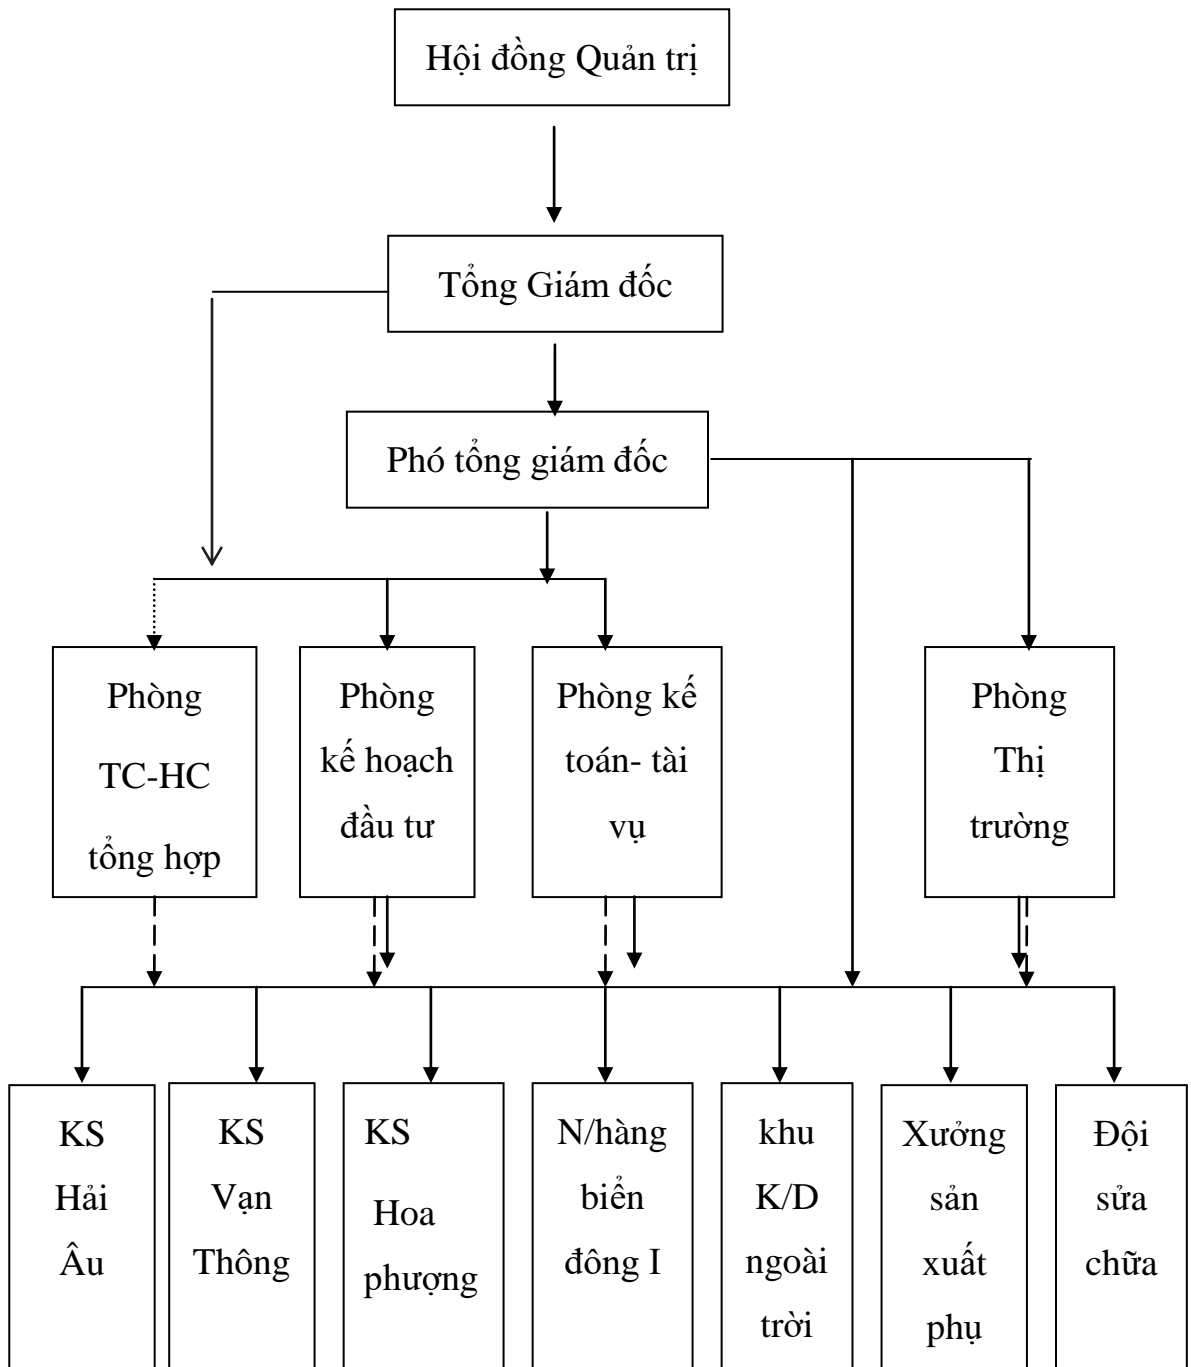 Hội đồng Quản trị
Tổng Giám đốc
Phó tổng giám đốc
Phòng
TC-HC
tổng hợp
Phòng
kế hoạch
đầu tư
Phòng kế
toán- tài
vụ
Phòng
Thị
trường
KS
Hải
Âu
KS
Vạn
Thông
KS
Hoa
phượng
N/hàng
biển
đông I
khu
K/D
ngoài
trời
Xưởng
sản
xuất
phụ
Đội
sửa
chữa